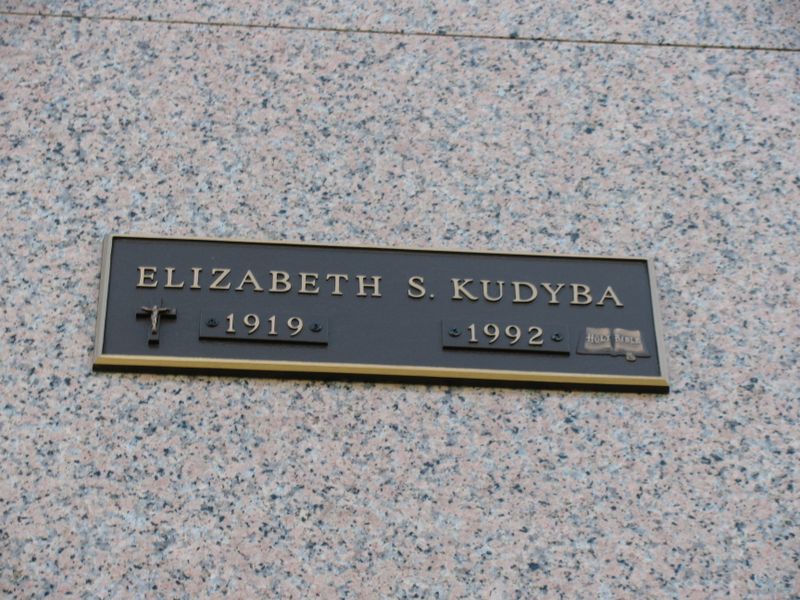 ELIZABETH S. KUDYBA
1919 1992
HOLY BIBLE